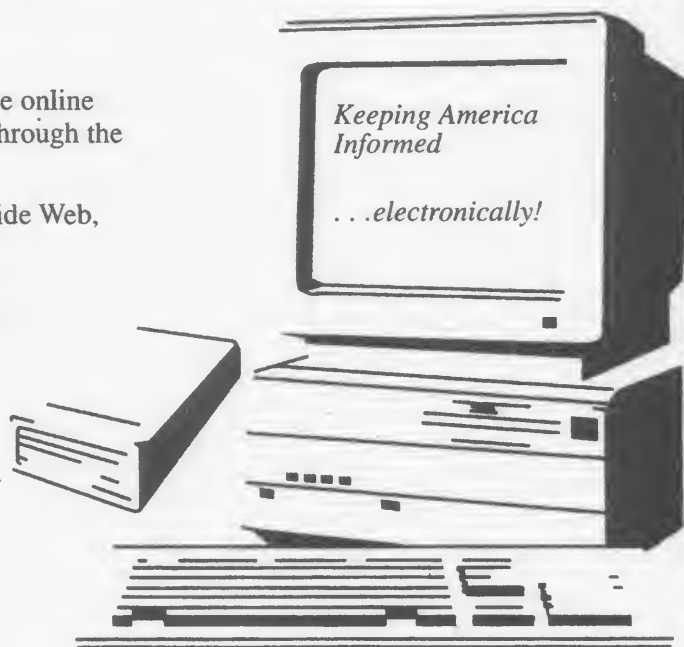 e online
hrough the
ide Web,
Keeping America
Informed
. . .electronically!